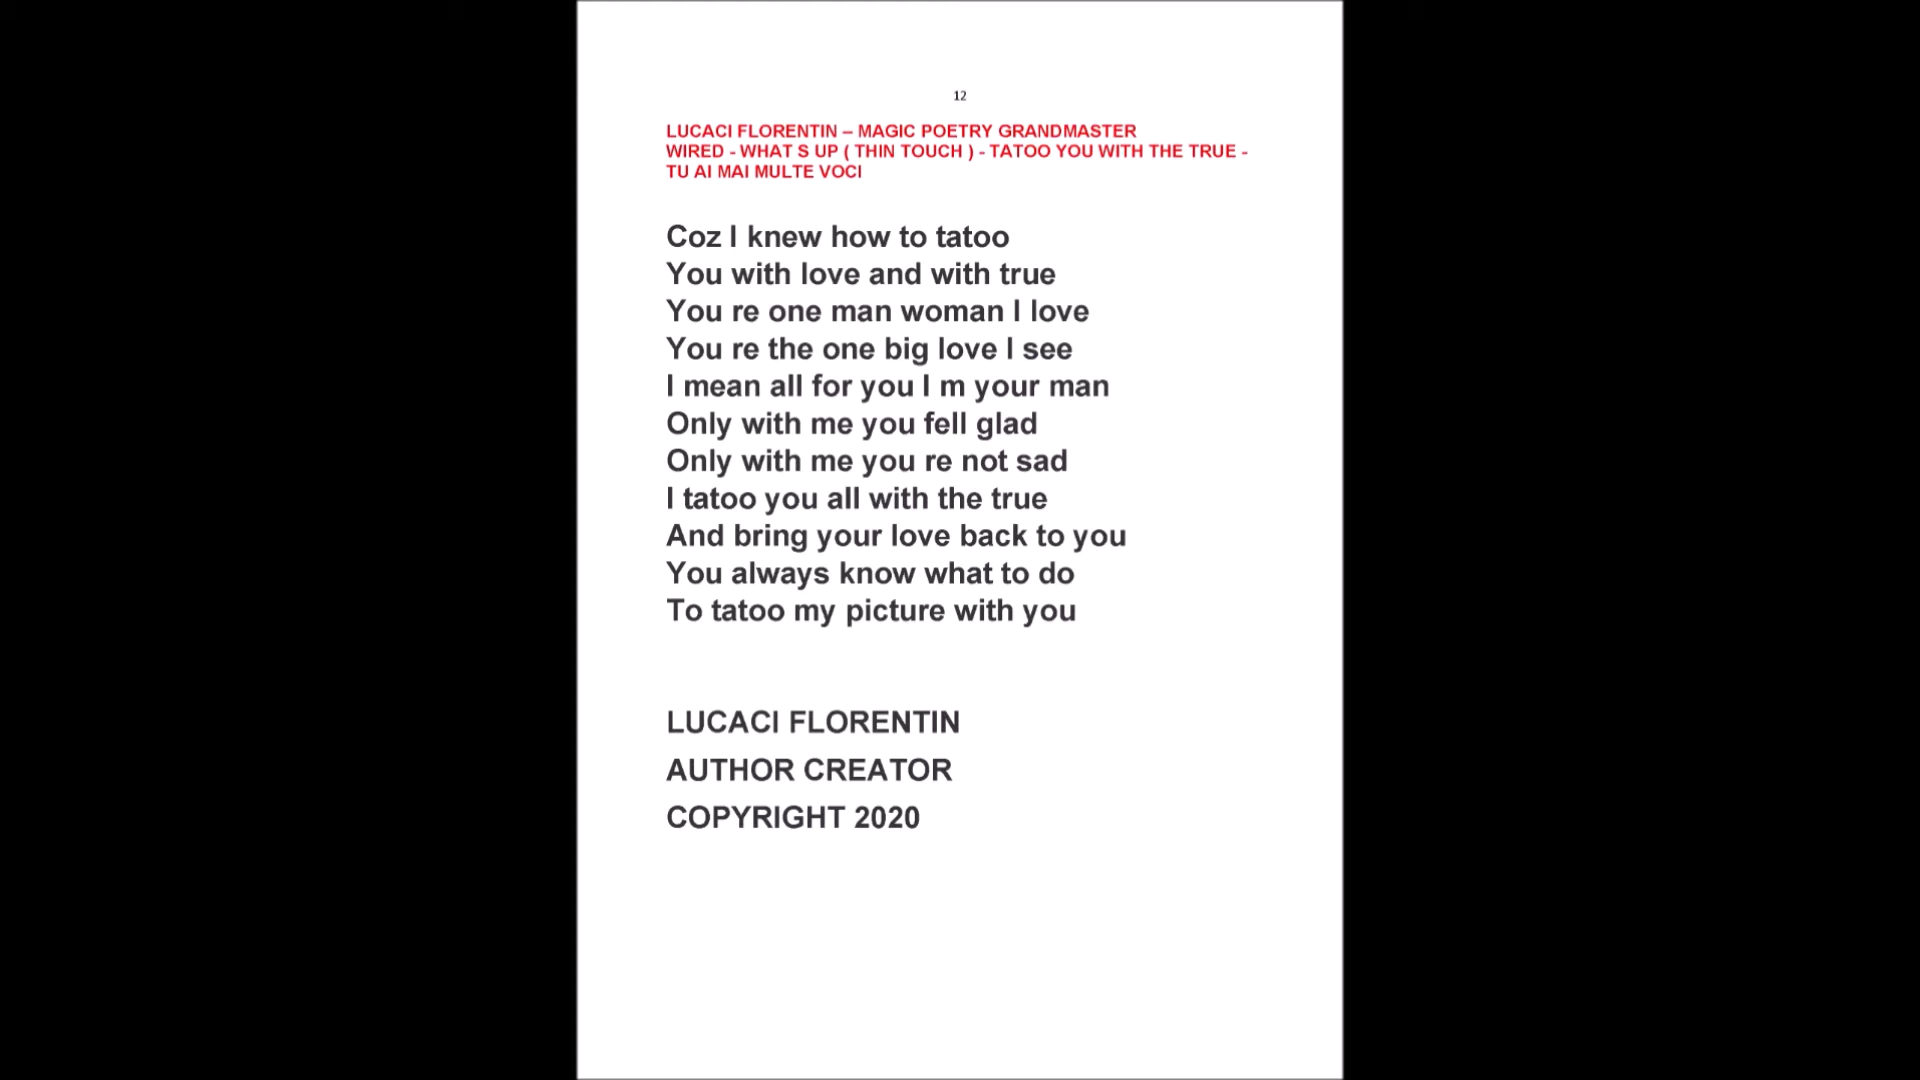 12
LUCACI FLORENTIN – MAGIC POETRY GRANDMASTER
WIRED - WHAT S UP ( THIN TOUCH ) - TATOO YOU WITH THE TRUE -
TU AI MAI MULTE VOCI
Coz I knew how to tatoo
You with love and with true
You re one man woman I love
You re the one big love I see
I mean all for you I m your man
Only with me you fell glad
Only with me you re not sad
I tatoo you all with the true
And bring your love back to you
You always know what to do
To tatoo my picture with you
LUCACI FLORENTIN
AUTHOR CREATOR
COPYRIGHT 2020